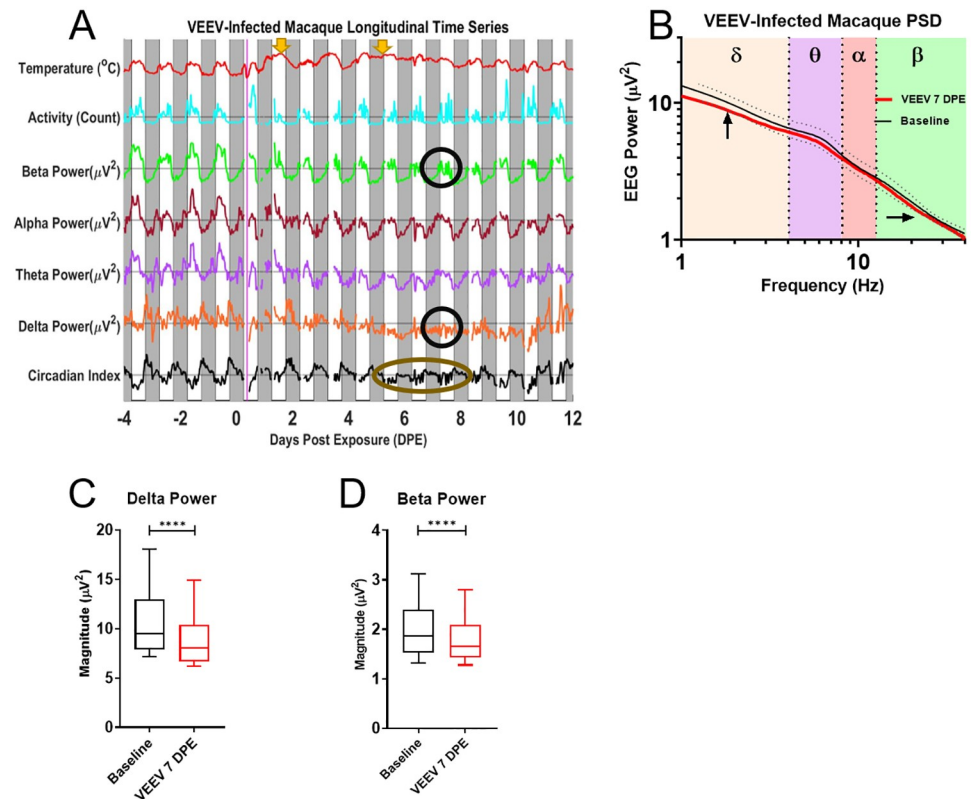 A
VEEV-Infected Macaque Longitudinal Time Series
Temperature (°C)
Activity (Count)
Beta Power(μV²)
Alpha Power(μV²)
Theta Power(μV²)
Delta Power(μV²)
Circadian Index
-4 -2 0 2 4 6 8 10 12
Days Post Exposure (DPE)
B
VEEV-Infected Macaque PSD
δ θ α β
VEEV 7 DPE
Baseline
EEG Power (μV²)
10
1
1 10
Frequency (Hz)
C
Delta Power
****
Magnitude (μV²)
20
15
10
5
0
Baseline
VEEV 7 DPE
D
Beta Power
****
Magnitude (μV²)
4
3
2
1
0
Baseline
VEEV 7 DPE